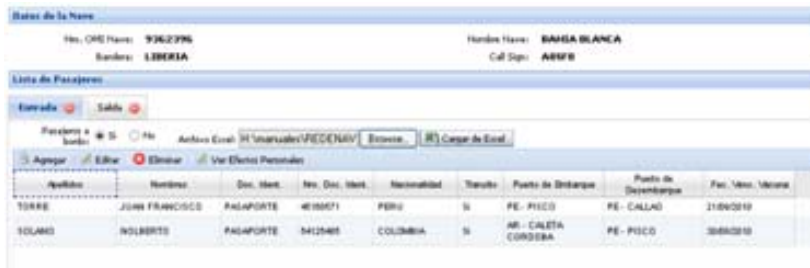 Datos de la Nave
Nro. OMI Nave: 9362396 Nombre Nave: BAHIA BLANCA
Bandera: LIBERIA Call Sign: A8SF8
Lista de Pasajeros
Entrada Salida
Pasajeros a bordo: Si No Archivo Excel: H:\manuales\REDENAV Browse... Cargar de Excel
Agregar Editar Eliminar Ver Efectos Personales
Apellidos Nombres Doc. Ident. Nro. Doc. Ident. Nacionalidad Transito Puerto de Embarque Puerto de Desembarque Fec. Venc. Vacuna
TORRE JUAN FRANCISCO PASAPORTE PERU Si PE - PISCO PE - CALLAO
SOLANO NOLBERTO PASAPORTE COLOMBIA Si AR - CALETA CORDOBA PE - PISCO